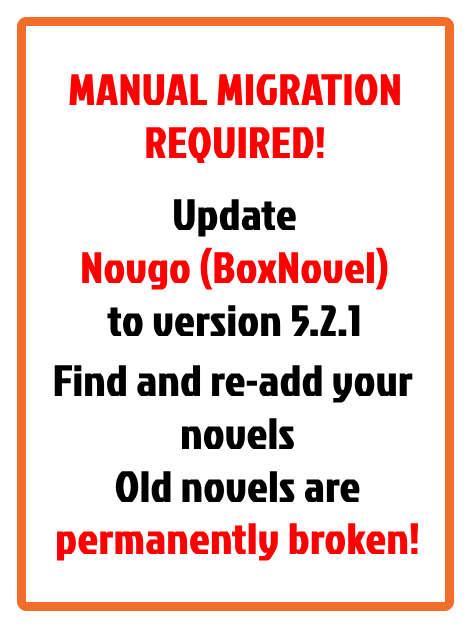 MANUAL MIGRATION
REQUIRED!
Update
Novgo (BoxNovel)
to version 5.2.1
Find and re-add your
novels
Old novels are
permanently broken!